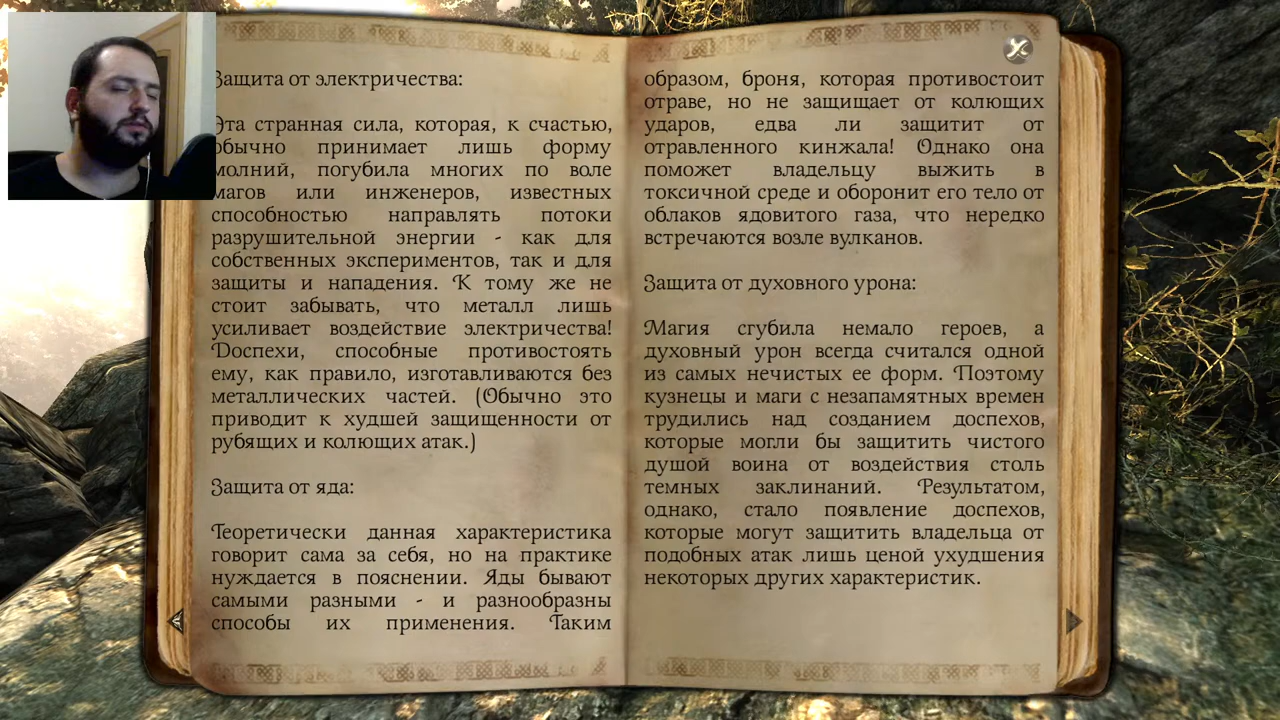 Защита от электричества:
Эта странная сила, которая, к счастью,
обычно принимает лишь форму
молний, погубила многих по воле
магов или инженеров, известных
способностью направлять потоки
разрушительной энергии - как для
собственных экспериментов, так и для
защиты и нападения. К тому же не
стоит забывать, что металл лишь
усиливает воздействие электричества!
Доспехи, способные противостоять
ему, как правило, изготавливаются без
металлических частей. (Обычно это
приводит к худшей защищенности от
рубящих и колющих атак.)
Защита от яда:
Теоретически данная характеристика
говорит сама за себя, но на практике
нуждается в пояснении. Яды бывают
самыми разными - и разнообразны
способы их применения. Таким
образом, броня, которая противостоит
отраве, но не защищает от колющих
ударов, едва ли защитит от
отравленного кинжала! Однако она
поможет владельцу выжить в
токсичной среде и оборонит его тело от
облаков ядовитого газа, что нередко
встречаются возле вулканов.
Защита от духовного урона:
Магия сгубила немало героев, а
духовный урон всегда считался одной
из самых нечистых ее форм. Поэтому
кузнецы и маги с незапамятных времен
трудились над созданием доспехов,
которые могли бы защитить чистого
душой воина от воздействия столь
темных заклинаний. Результатом,
однако, стало появление доспехов,
которые могут защитить владельца от
подобных атак лишь ценой ухудшения
некоторых других характеристик.